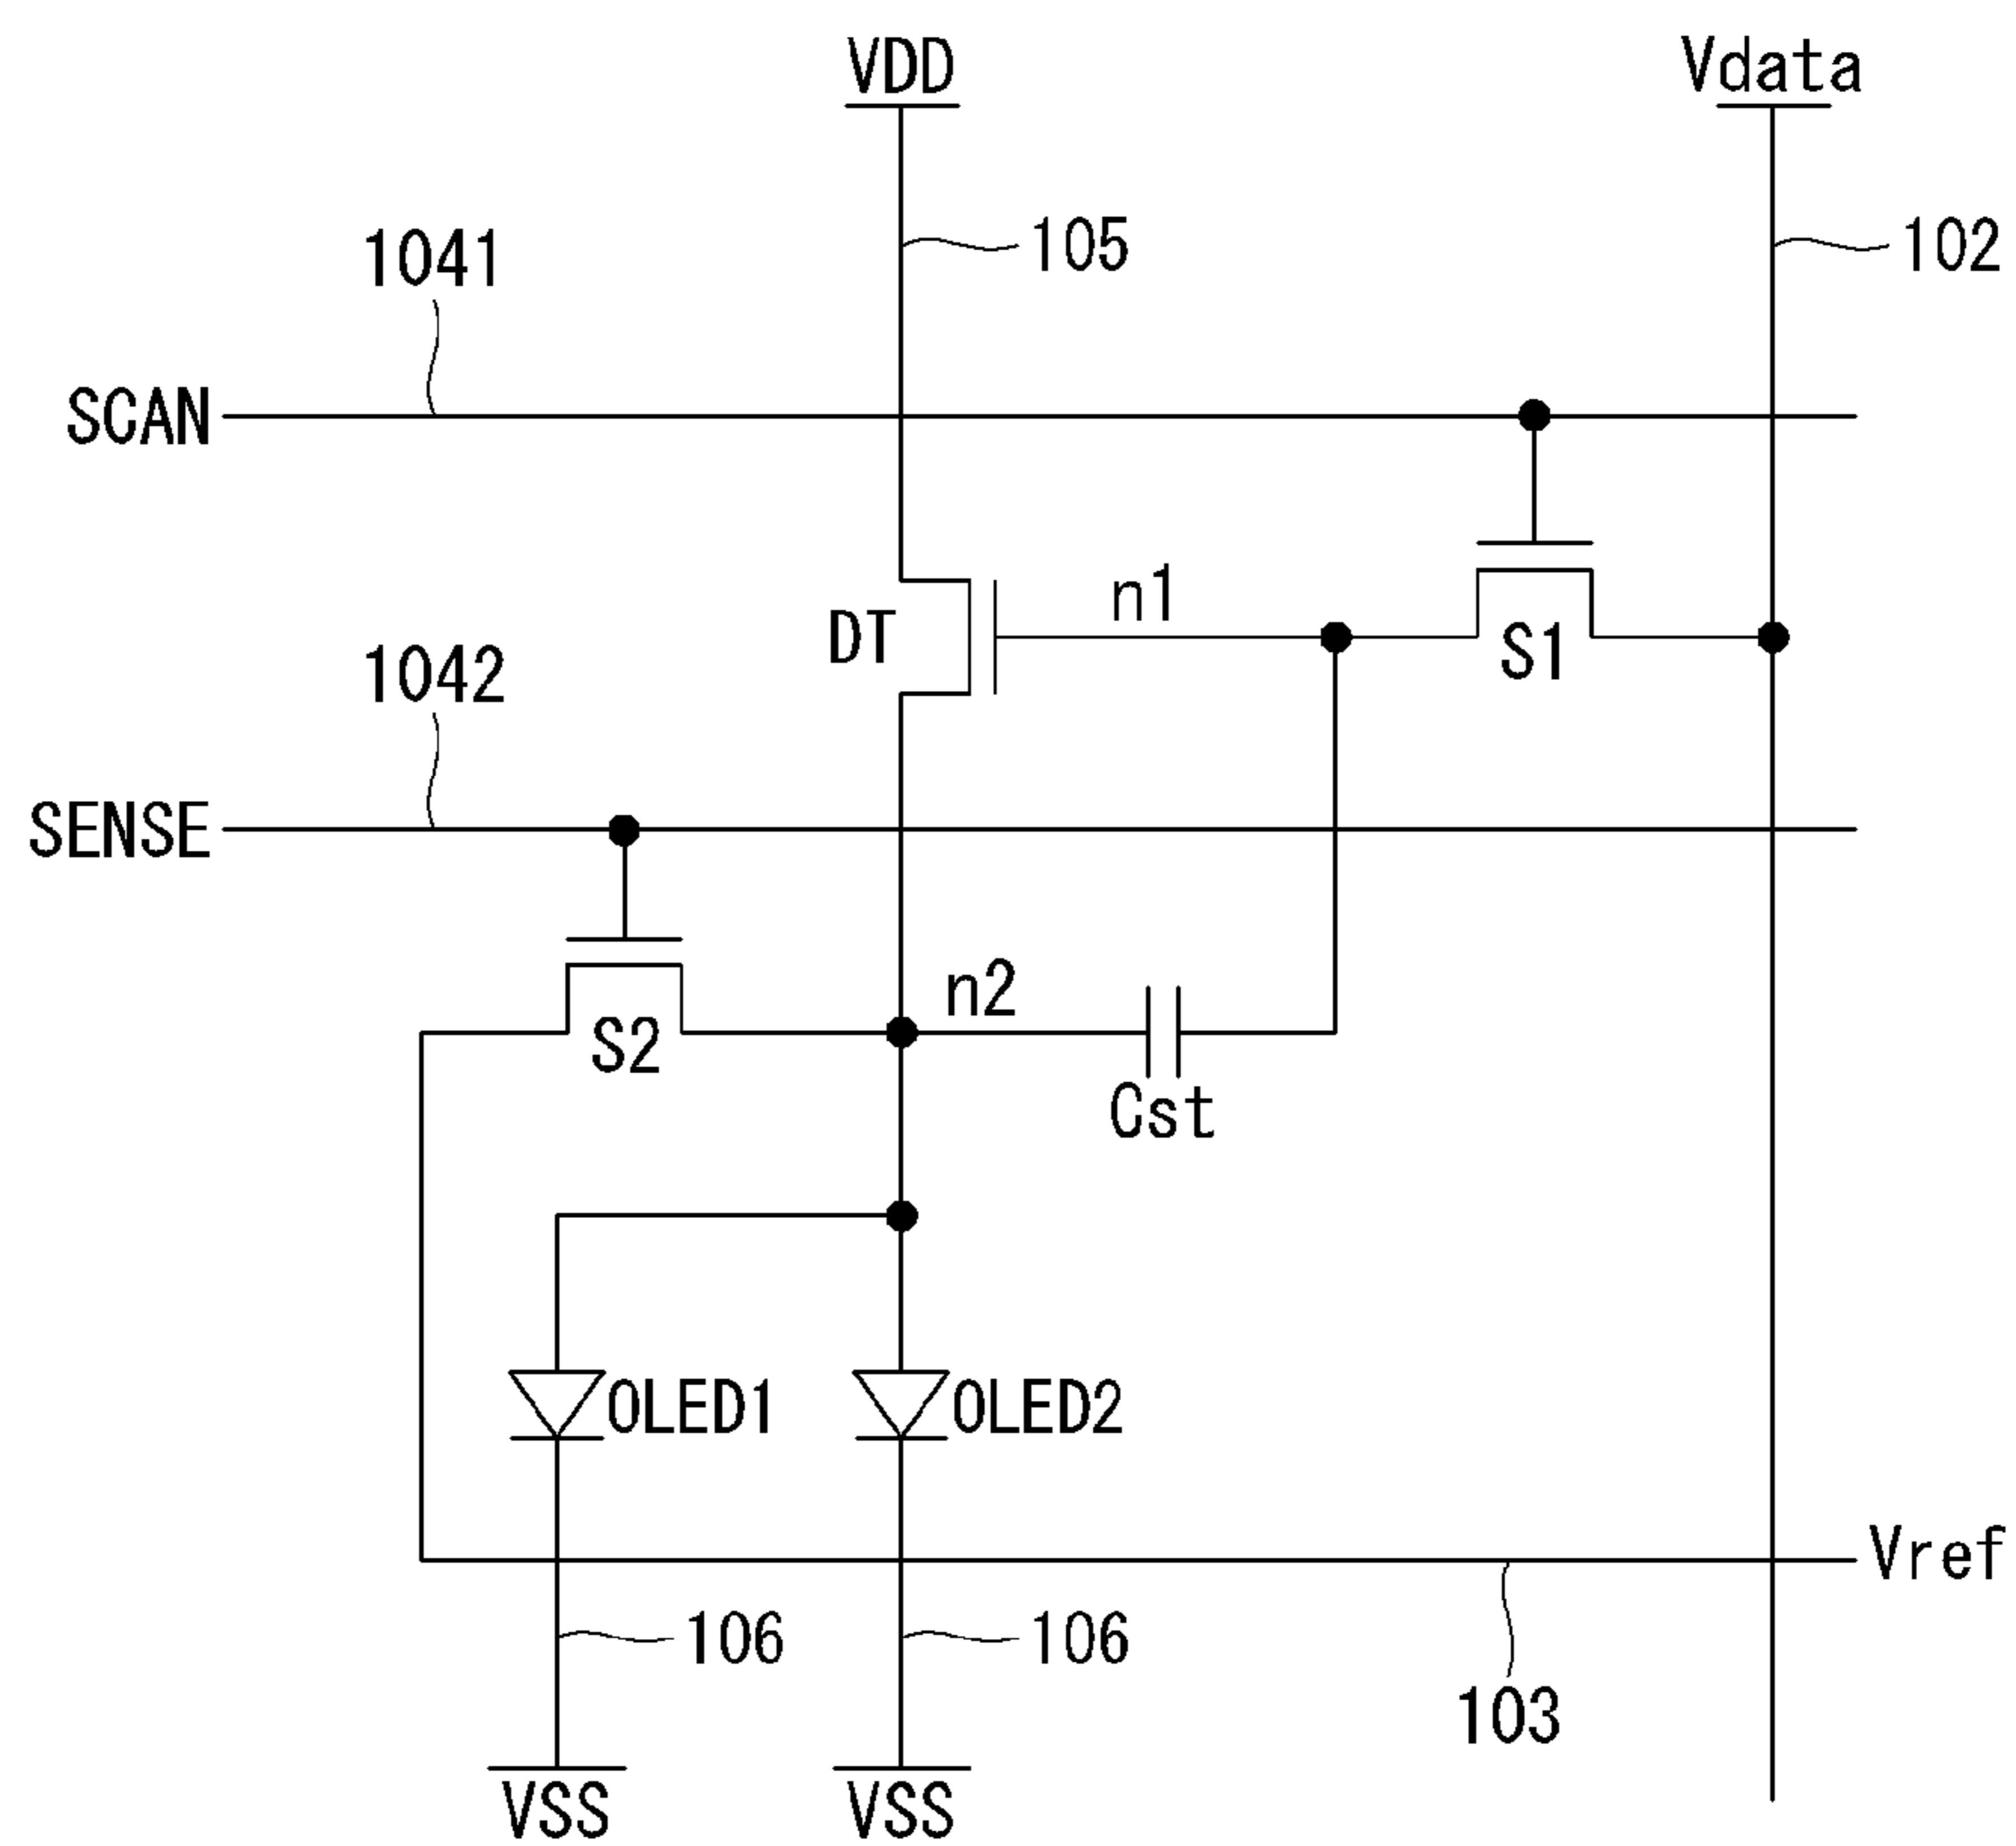 VDD
Vdata
105
102
1041
SCAN
n1
DT
S1
1042
SENSE
n2
S2
Cst
OLED1
OLED2
Vref
106
106
103
VSS
VSS